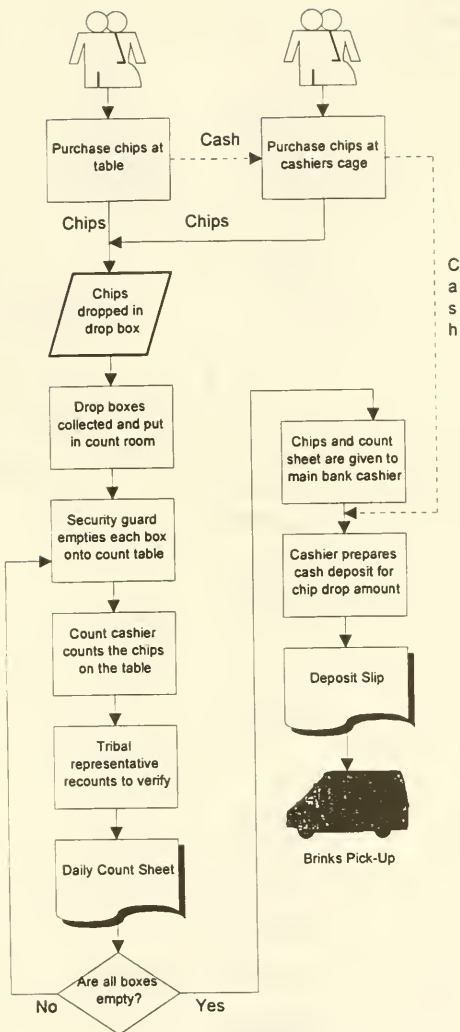 Purchase chips at
table
Cash
Purchase chips at
cashiers cage
Chips
Chips
C
a
s
h
Chips
dropped in
drop box
Drop boxes
collected and put
in count room
Security guard
empties each box
onto count table
Count cashier
counts the chips
on the table
Tribal
representative
recounts to verify
Daily Count Sheet
Are all boxes
empty?
No
Yes
Chips and count
sheet are given to
main bank cashier
Cashier prepares
cash deposit for
chip drop amount
Deposit Slip
Brinks Pick-Up